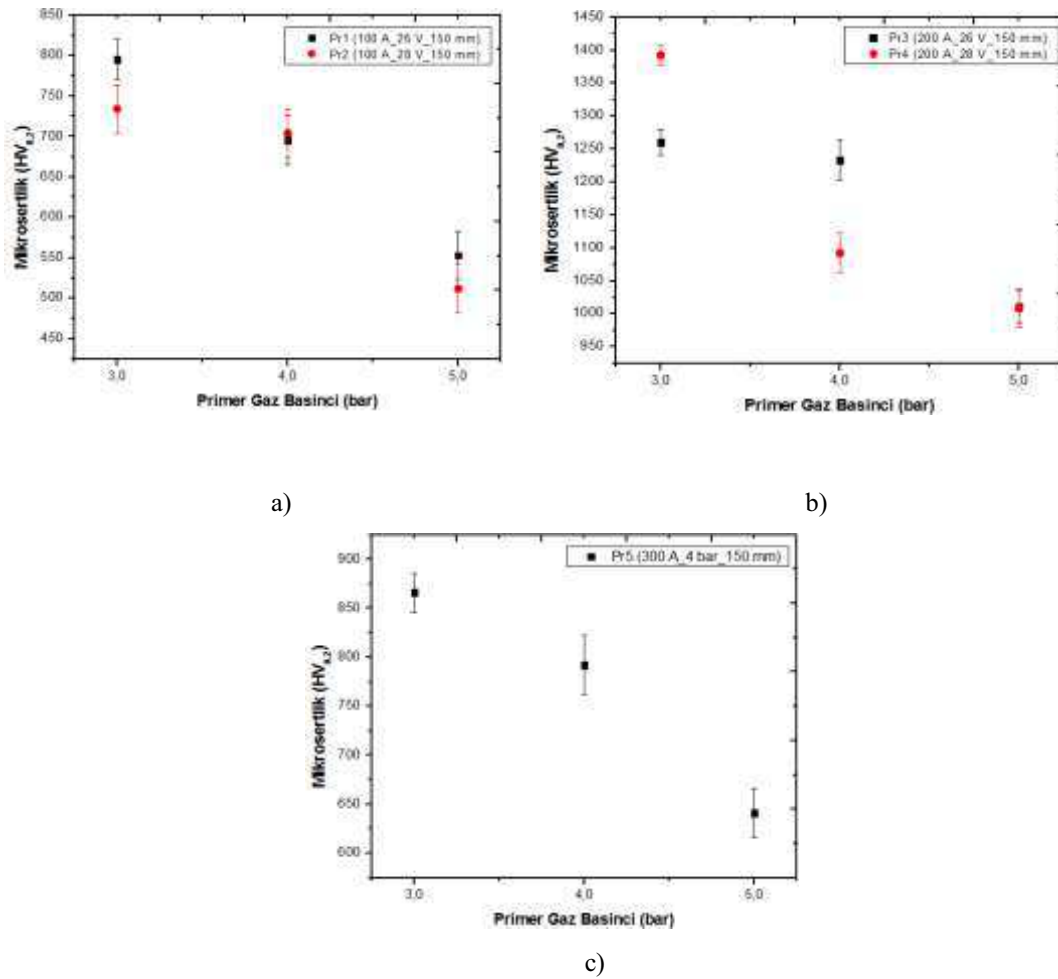 Pr1 (100 A_26 V_150 mm)
Pr2 (100 A_28 V_150 mm)
Mikrosertlik (HV0,2)
850
800
750
700
650
600
550
500
450
3,0
4,0
5,0
Primer Gaz Basinci (bar)
a)
Pr3 (200 A_26 V_150 mm)
Pr4 (200 A_28 V_150 mm)
Mikrosertlik (HV0,2)
1450
1400
1350
1300
1250
1200
1150
1100
1050
1000
950
3,0
4,0
5,0
Primer Gaz Basinci (bar)
b)
Pr5 (300 A_4 bar_150 mm)
Mikrosertlik (HV0,2)
900
850
800
750
700
650
600
3,0
4,0
5,0
Primer Gaz Basinci (bar)
c)